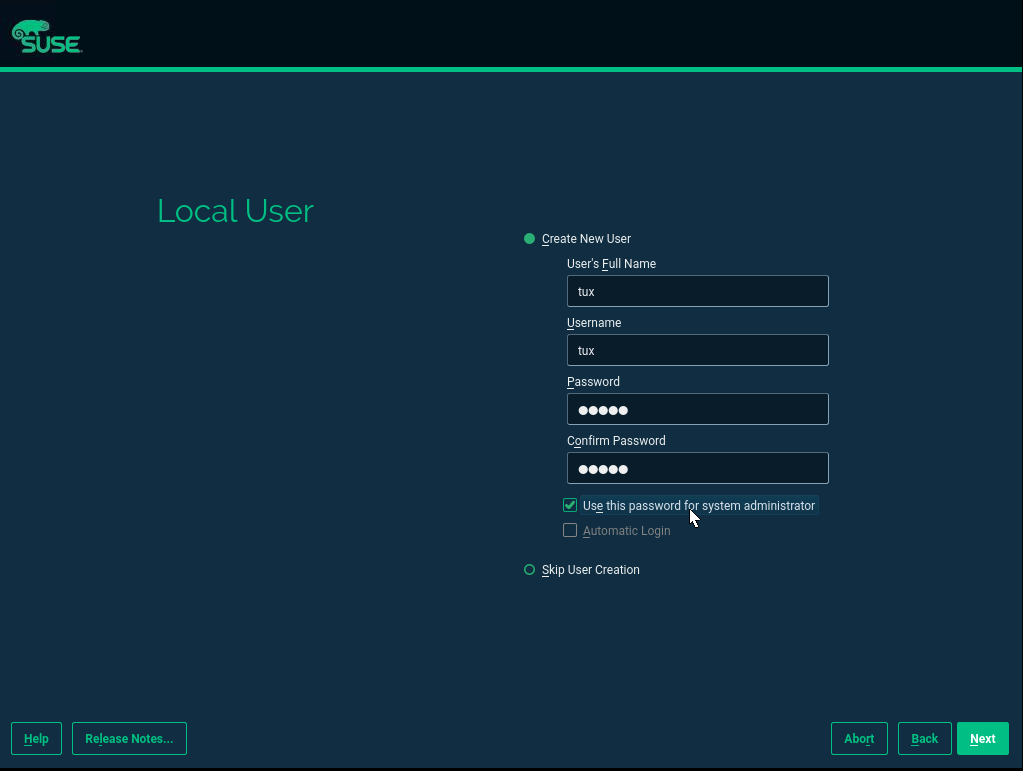 SUSE
Local User
Create New User
User's Full Name
tux
Username
tux
Password
●●●●●
Confirm Password
●●●●●
Use this password for system administrator
Automatic Login
Skip User Creation
Help Release Notes... Abort Back Next